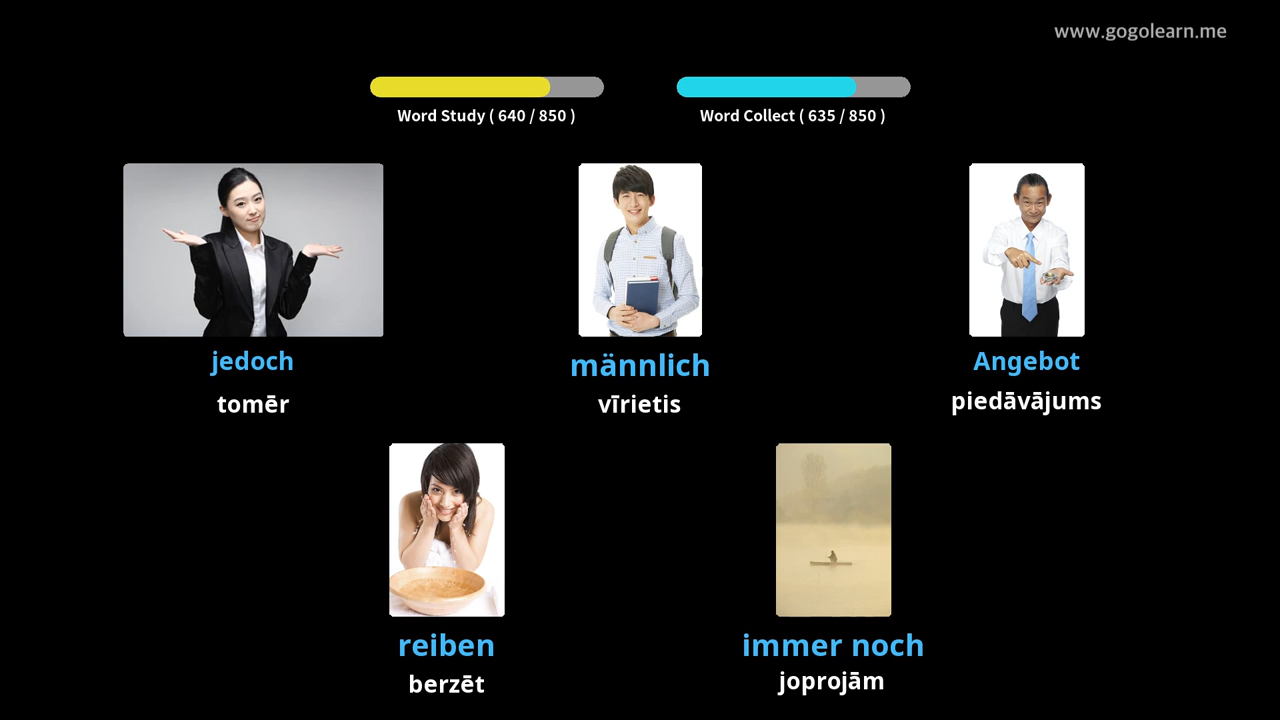 www.gogolearn.me
Word Study ( 640 / 850 )
Word Collect ( 635 / 850 )
jedoch
tomēr
männlich
vīrietis
Angebot
piedāvājums
reiben
berzēt
immer noch
joprojām